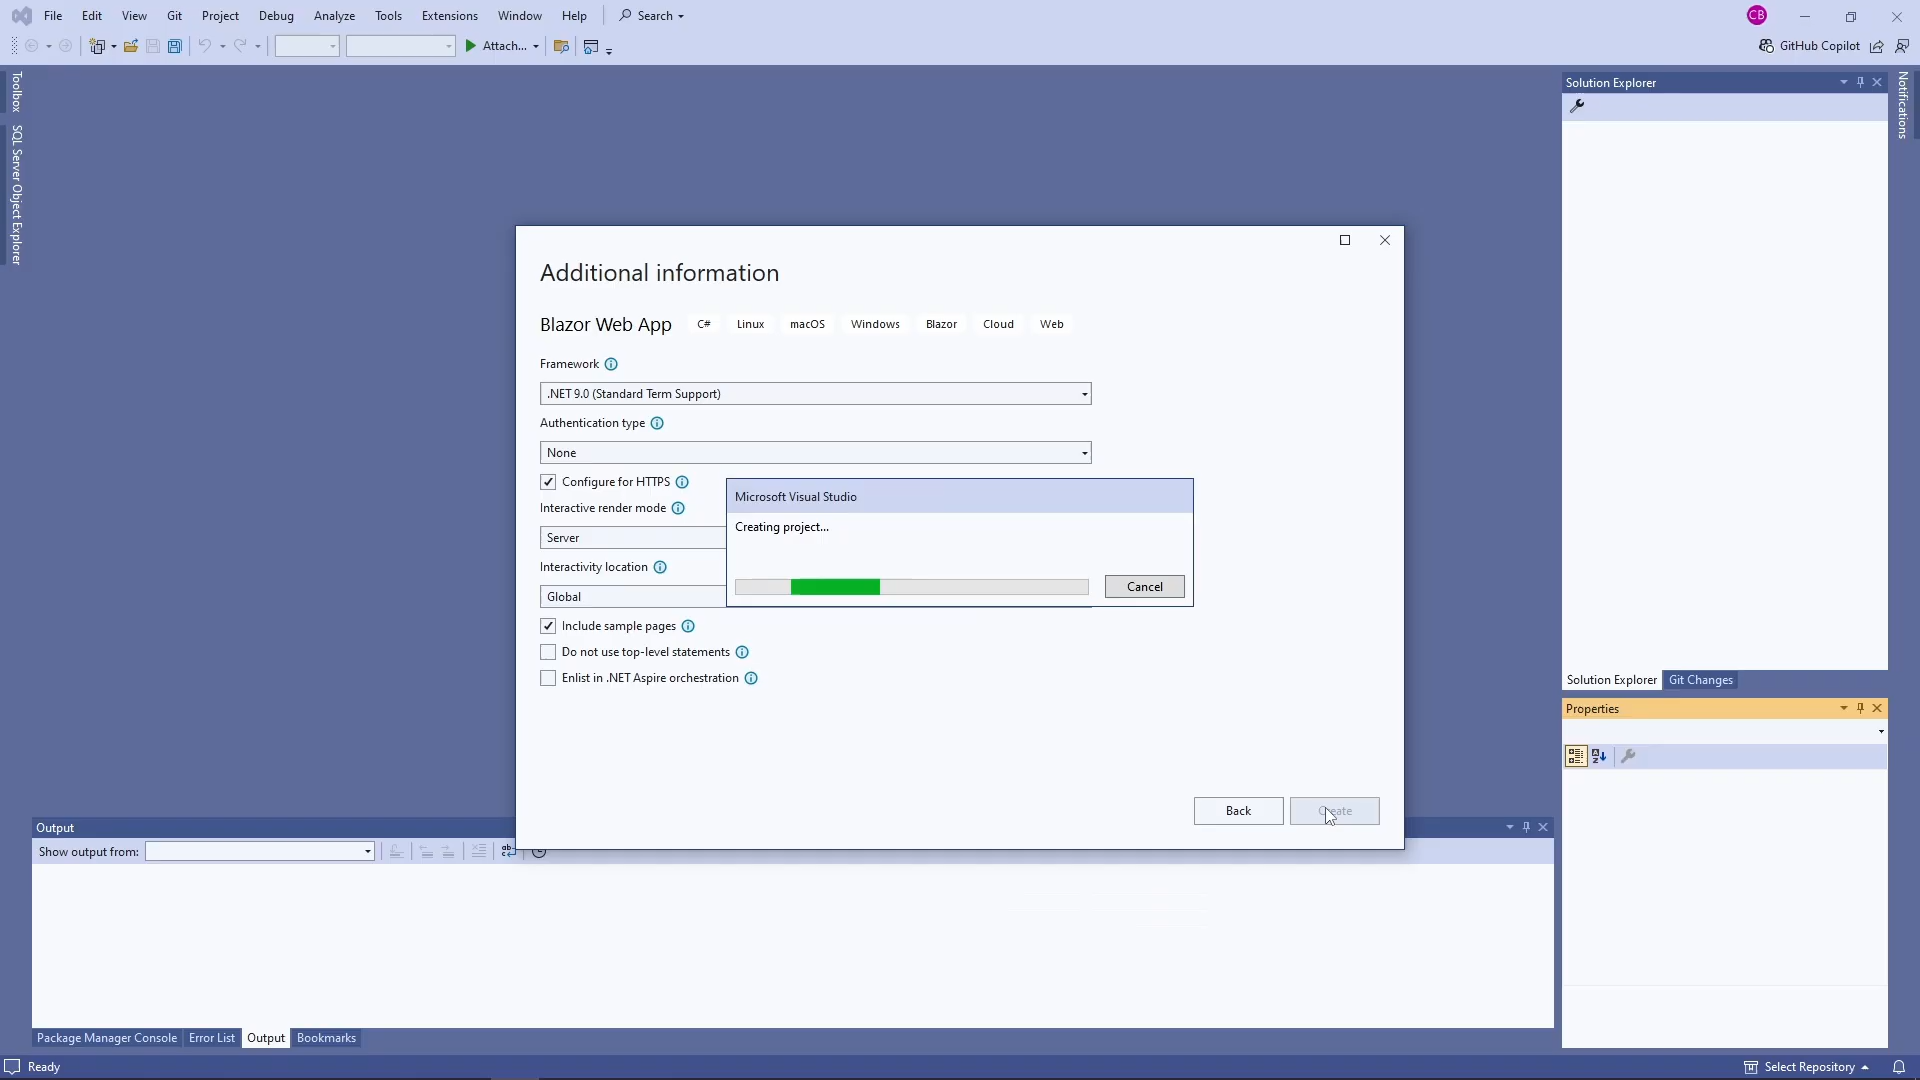 File Edit View Git Project Debug Analyze Tools Extensions Window Help Search
CB
Attach...
GitHub Copilot
Toolbox
SQL Server Object Explorer
Solution Explorer
Notifications
Additional information
Blazor Web App C# Linux macOS Windows Blazor Cloud Web
Framework
.NET 9.0 (Standard Term Support)
Authentication type
None
Configure for HTTPS
Interactive render mode
Server
Interactivity location
Global
Microsoft Visual Studio
Creating project...
Cancel
Include sample pages
Do not use top-level statements
Enlist in .NET Aspire orchestration
Back Create
Solution Explorer Git Changes
Properties
Output
Show output from:
Package Manager Console Error List Output Bookmarks
Ready
Select Repository